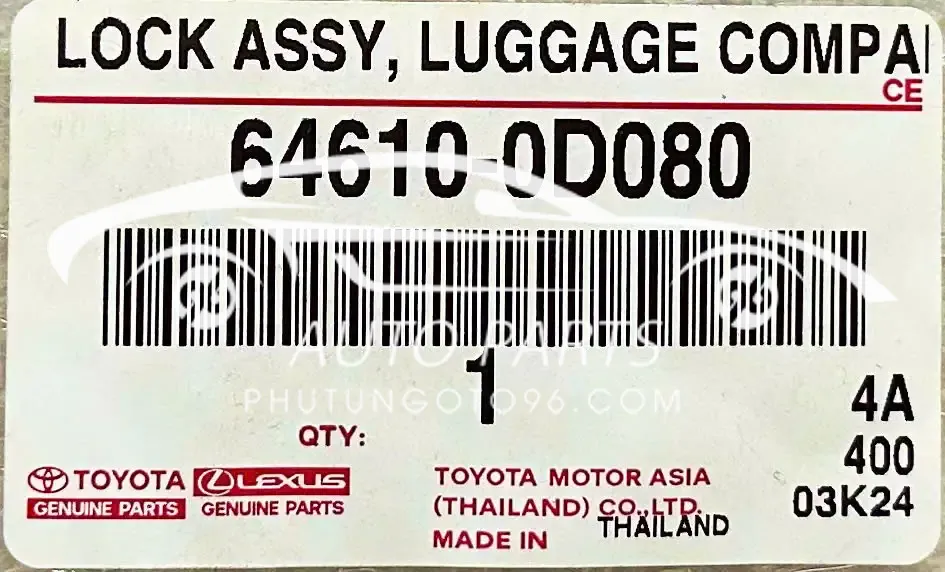 LOCK ASSY, LUGGAGE COMPA
CE
64610-0D080
AUTO PARTS
1
PHUTUNGOTO96.COM
QTY:
4A
400
03K24
TOYOTA
GENUINE PARTS
LEXUS
GENUINE PARTS
TOYOTA MOTOR ASIA
(THAILAND) CO.,LTD.
MADE IN THAILAND